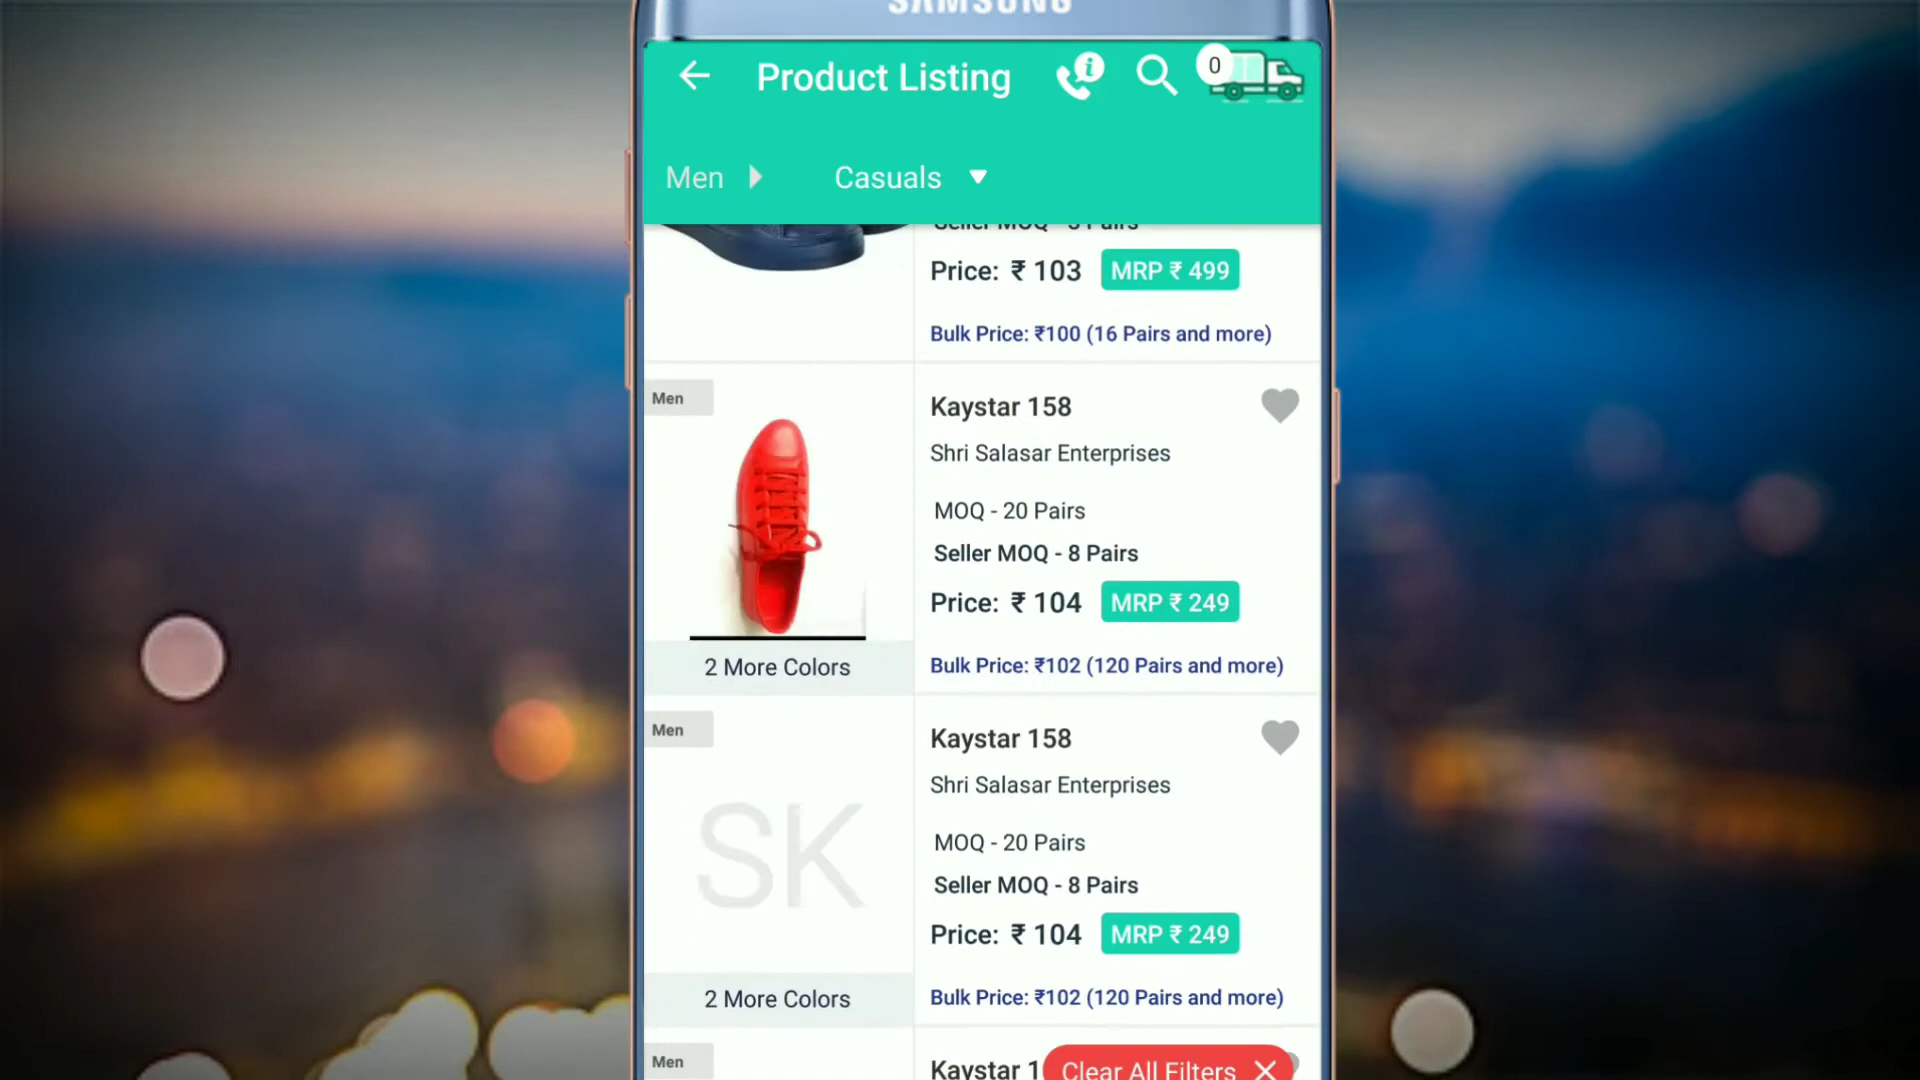 SAMSUNG
Product Listing
i
0
Men
Casuals
Seller MOQ - 
Price: ₹ 103 MRP ₹ 499
Bulk Price: ₹100 (16 Pairs and more)
Men
Kaystar 158
Shri Salasar Enterprises
MOQ - 20 Pairs
Seller MOQ - 8 Pairs
Price: ₹ 104 MRP ₹ 249
2 More Colors
Bulk Price: ₹102 (120 Pairs and more)
Men
Kaystar 158
Shri Salasar Enterprises
SK
MOQ - 20 Pairs
Seller MOQ - 8 Pairs
Price: ₹ 104 MRP ₹ 249
2 More Colors
Bulk Price: ₹102 (120 Pairs and more)
Men
Kaystar 1
Clear All Filters